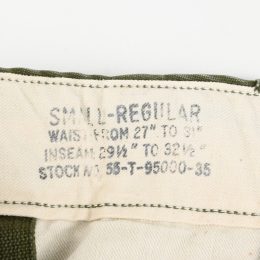 SMALL-REGULAR
WAIST FROM 27" TO 31"
INSEAM 29½" TO 32½"
STOCK NO. 55-T-95000-35